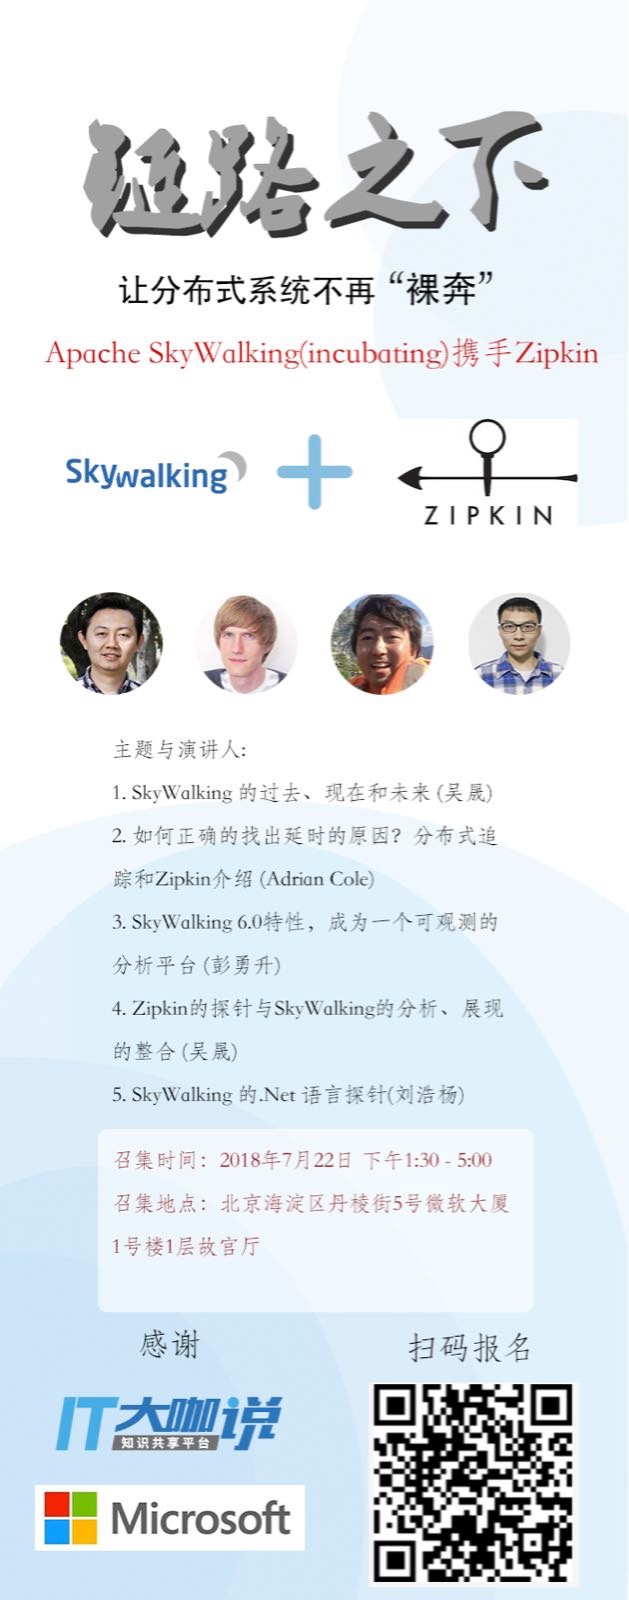 链路之下
让分布式系统不再“裸奔”
Apache SkyWalking(incubating)携手Zipkin
Skywalking
ZIPKIN
主题与演讲人:
1. SkyWalking 的过去、现在和未来 (吴晟)
2. 如何正确的找出延时的原因？分布式追
踪和Zipkin介绍 (Adrian Cole)
3. SkyWalking 6.0特性，成为一个可观测的
分析平台 (彭勇升)
4. Zipkin的探针与SkyWalking的分析、展现
的整合 (吴晟)
5. SkyWalking 的.Net 语言探针(刘浩杨)
召集时间：2018年7月22日 下午1:30 - 5:00
召集地点：北京海淀区丹棱街5号微软大厦
1号楼1层故宫厅
感谢
扫码报名
IT大咖说
知识共享平台
Microsoft